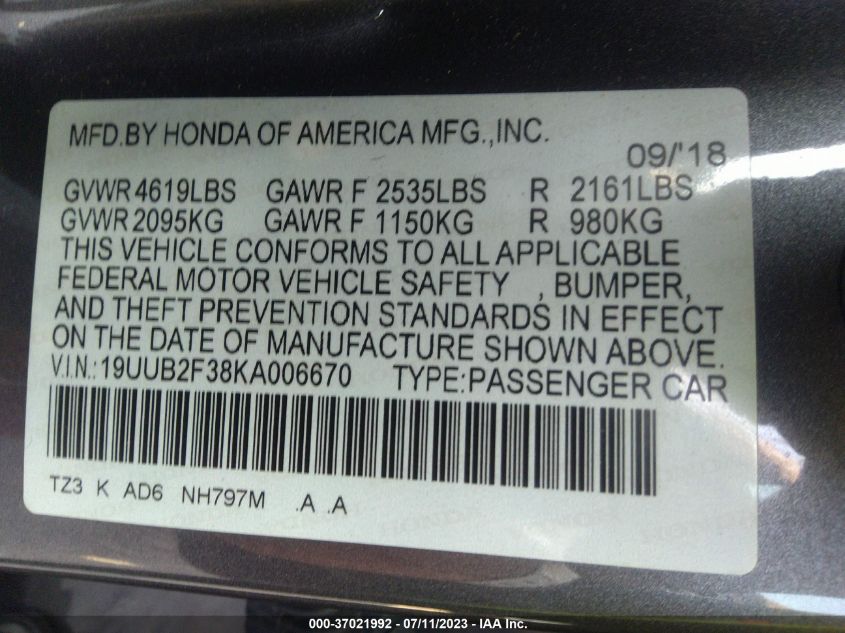 MFD.BY HONDA OF AMERICA MFG.,INC.
09/'18
GVWR 4619LBS GAWR F 2535LBS R 2161LBS
GVWR 2095KG GAWR F 1150KG R 980KG
THIS VEHICLE CONFORMS TO ALL APPLICABLE
FEDERAL MOTOR VEHICLE SAFETY , BUMPER,
AND THEFT PREVENTION STANDARDS IN EFFECT
ON THE DATE OF MANUFACTURE SHOWN ABOVE.
V.I.N.:19UUB2F38KA006670 TYPE:PASSENGER CAR
TZ3 K AD6 NH797M .A .A
000-37021992 - 07/11/2023 - IAA Inc.